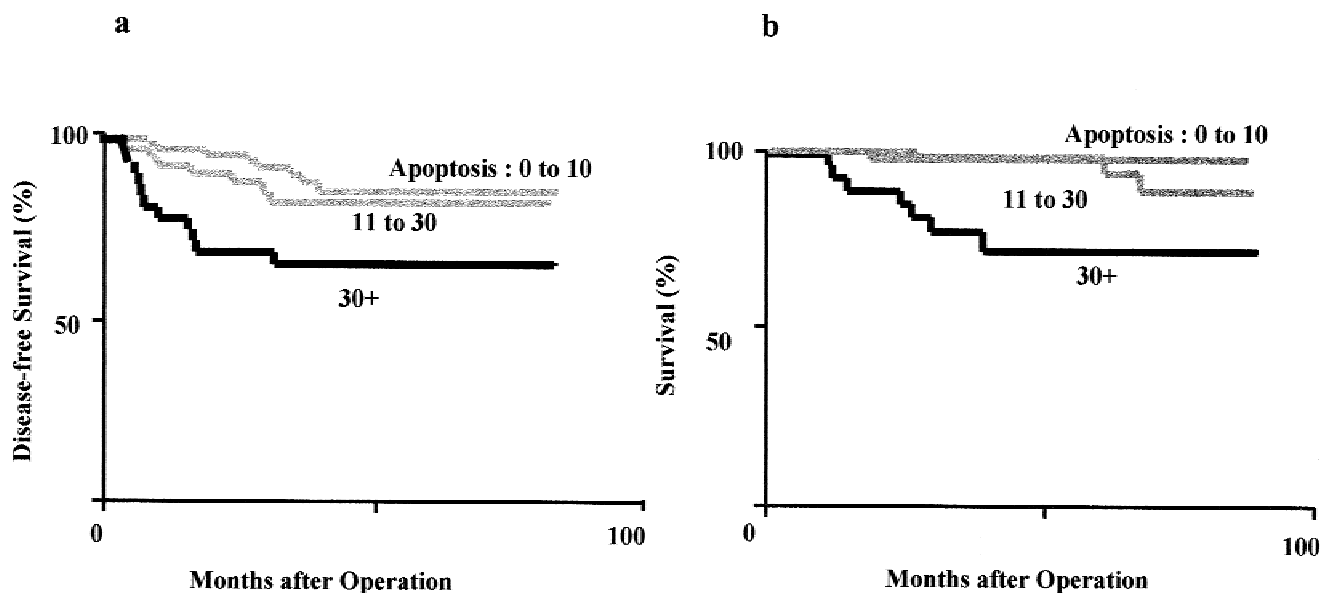 a
100
50
0
100
Disease-free Survival (%)
Apoptosis : 0 to 10
11 to 30
30+
Months after Operation
b
100
50
0
100
Survival (%)
Apoptosis : 0 to 10
11 to 30
30+
Months after Operation